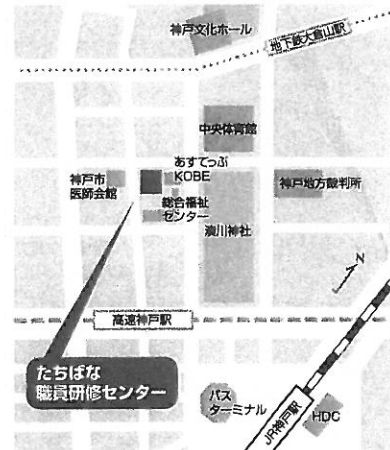 神戸文化ホール
地下鉄大倉山駅
中央体育館
あすてっぷ
KOBE
神戸市
医師会館
総合福祉
センター
神戸地方裁判所
湊川神社
N
高速神戸駅
たちばな
職員研修センター
バス
ターミナル
JR神戸駅
HDC